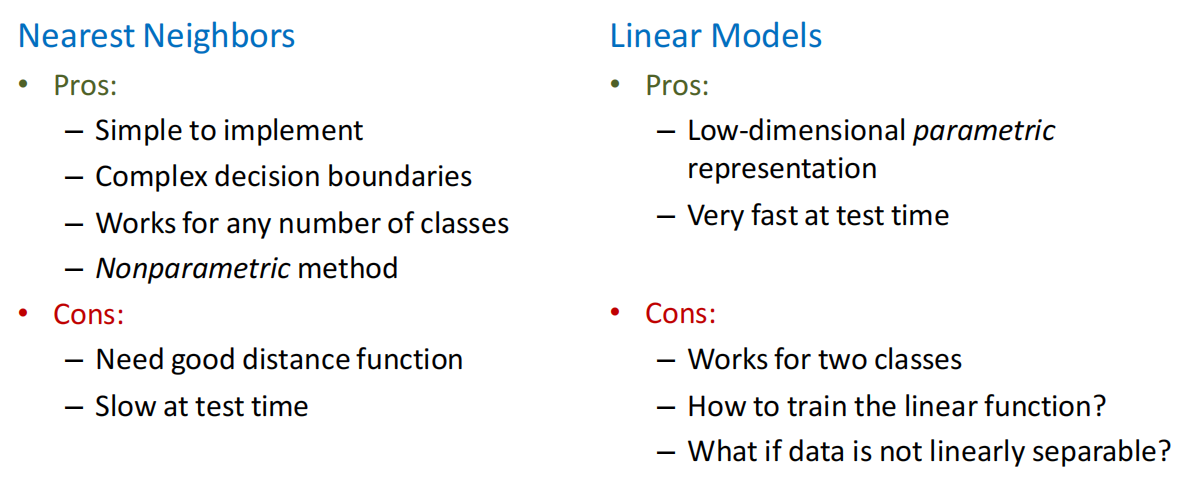 Nearest Neighbors
• Pros:
– Simple to implement
– Complex decision boundaries
– Works for any number of classes
– Nonparametric method
• Cons:
– Need good distance function
– Slow at test time
Linear Models
• Pros:
– Low-dimensional parametric
representation
– Very fast at test time
• Cons:
– Works for two classes
– How to train the linear function?
– What if data is not linearly separable?